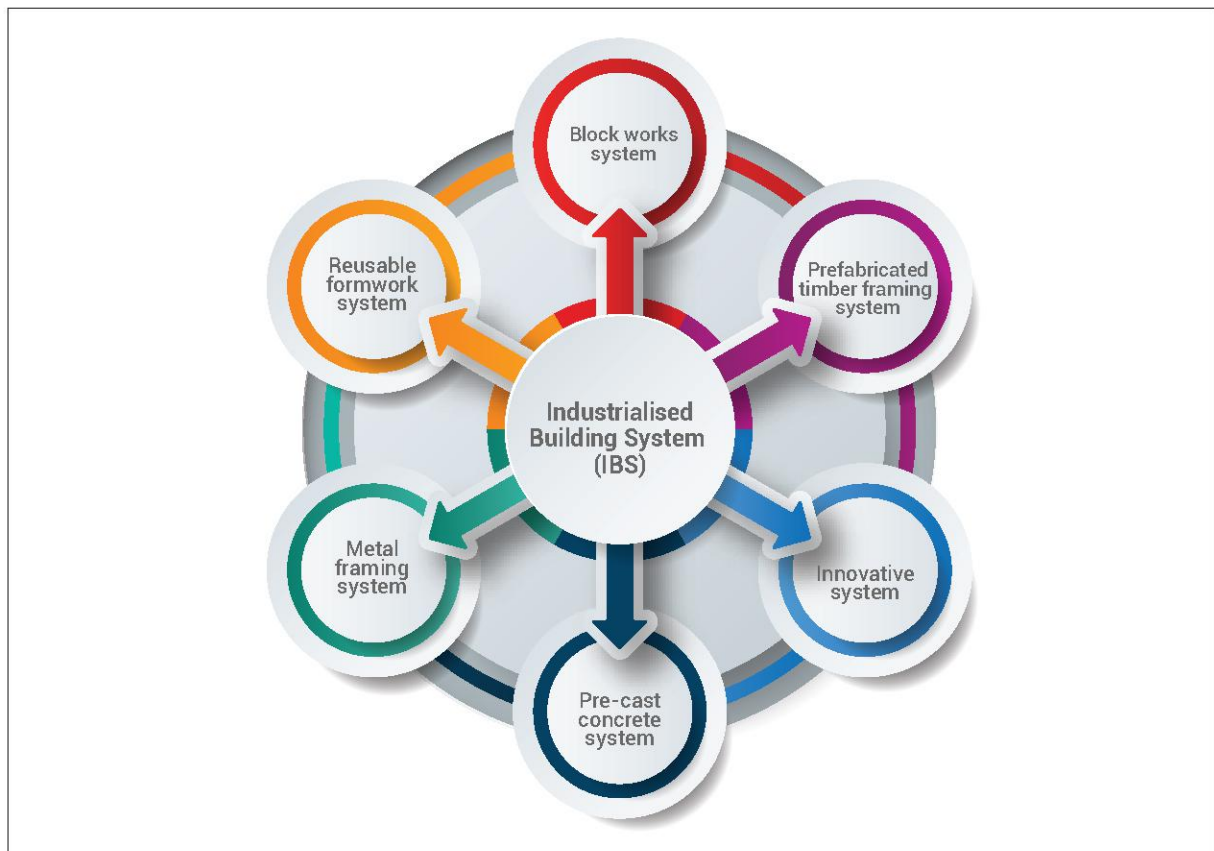 Block works
system
Reusable
formwork
system
Prefabricated
timber framing
system
Industrialised
Building System
(IBS)
Metal
framing
system
Innovative
system
Pre-cast
concrete
system